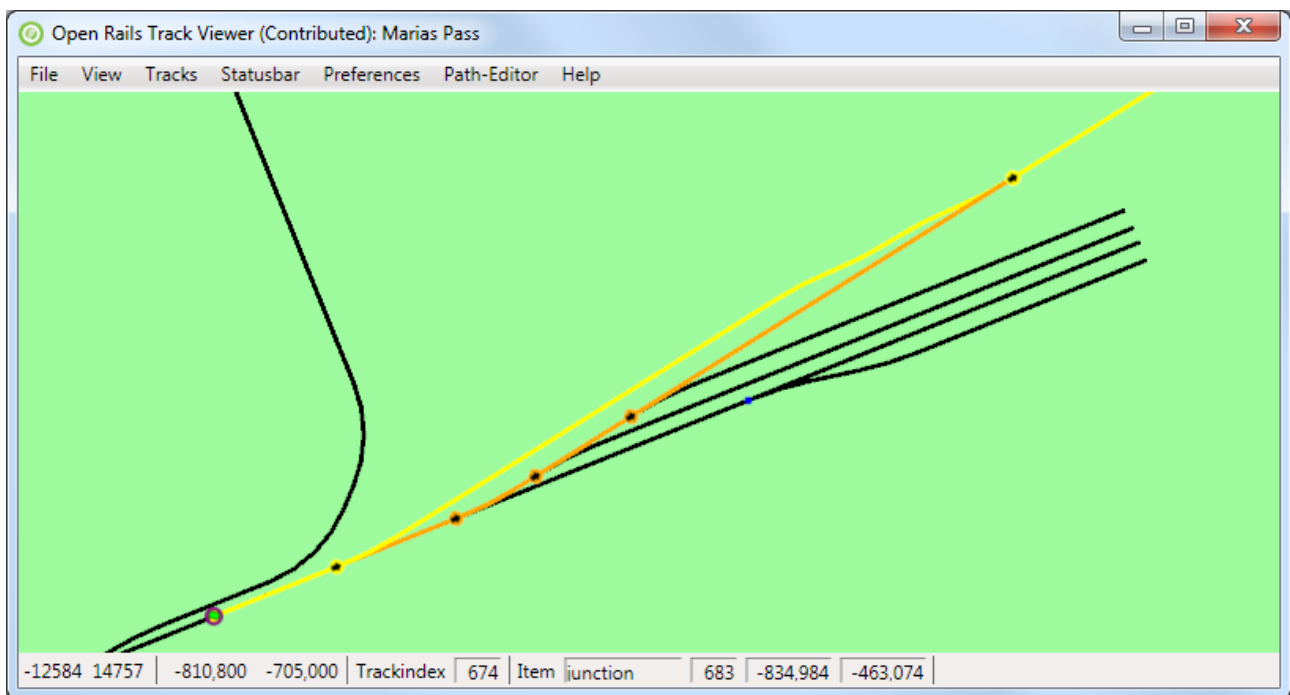 Open Rails Track Viewer (Contributed): Marias Pass
File View Tracks Statusbar Preferences Path-Editor Help
-12584 14757 -810,800 -705,000 Trackindex 674 Item junction 683 -834,984 -463,074